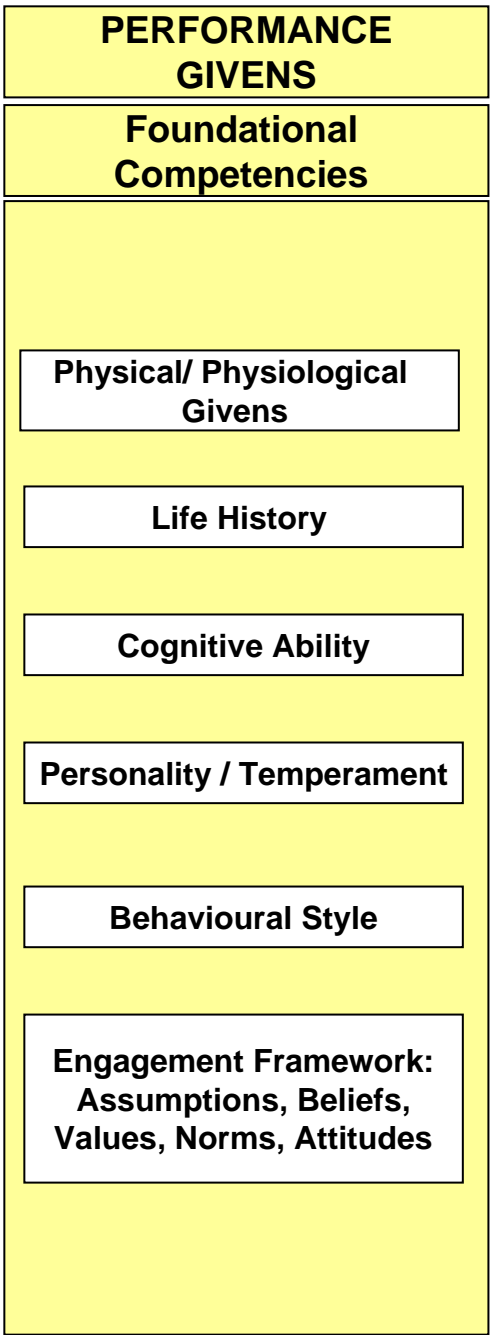 PERFORMANCE
GIVENS
Foundational
Competencies
Physical/ Physiological
Givens
Life History
Cognitive Ability
Personality / Temperament
Behavioural Style
Engagement Framework:
Assumptions, Beliefs,
Values, Norms, Attitudes